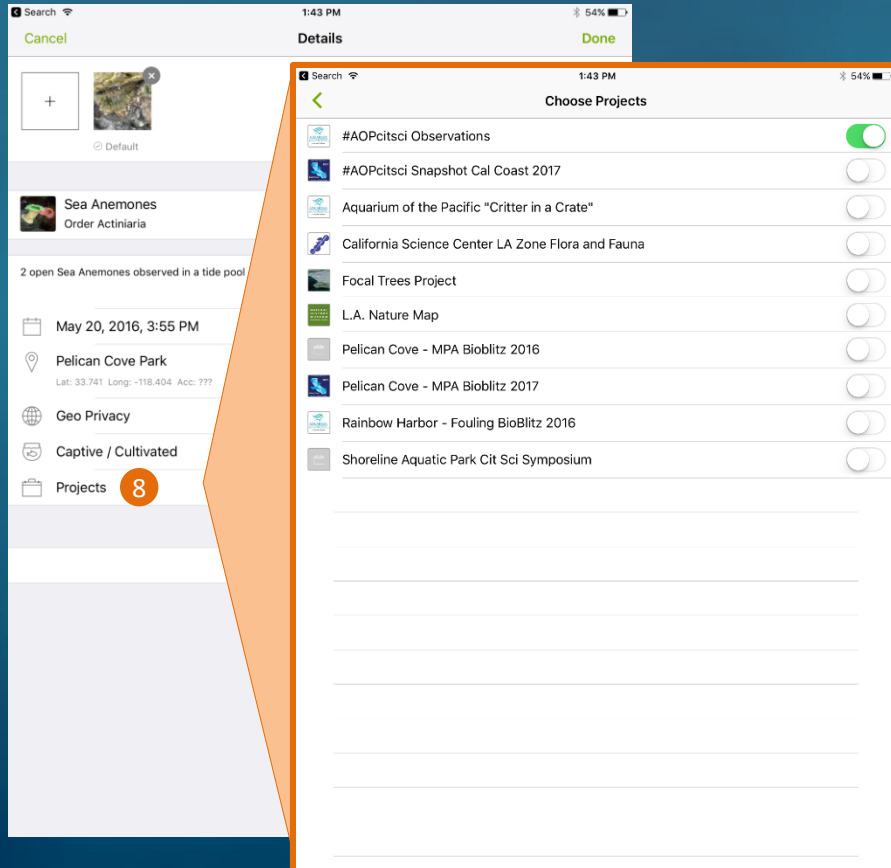 Search 1:43 PM 54%
Cancel Details Done
+
Default
Sea Anemones
Order Actiniaria
2 open Sea Anemones observed in a tide pool
May 20, 2016, 3:55 PM
Pelican Cove Park
Lat: 33.741 Long: -118.404 Acc: ???
Geo Privacy
Captive / Cultivated
Projects 8
Search 1:43 PM 54%
Choose Projects
#AOPcitsci Observations
#AOPcitsci Snapshot Cal Coast 2017
Aquarium of the Pacific "Critter in a Crate"
California Science Center LA Zone Flora and Fauna
Focal Trees Project
L.A. Nature Map
Pelican Cove - MPA Bioblitz 2016
Pelican Cove - MPA Bioblitz 2017
Rainbow Harbor - Fouling BioBlitz 2016
Shoreline Aquatic Park Cit Sci Symposium